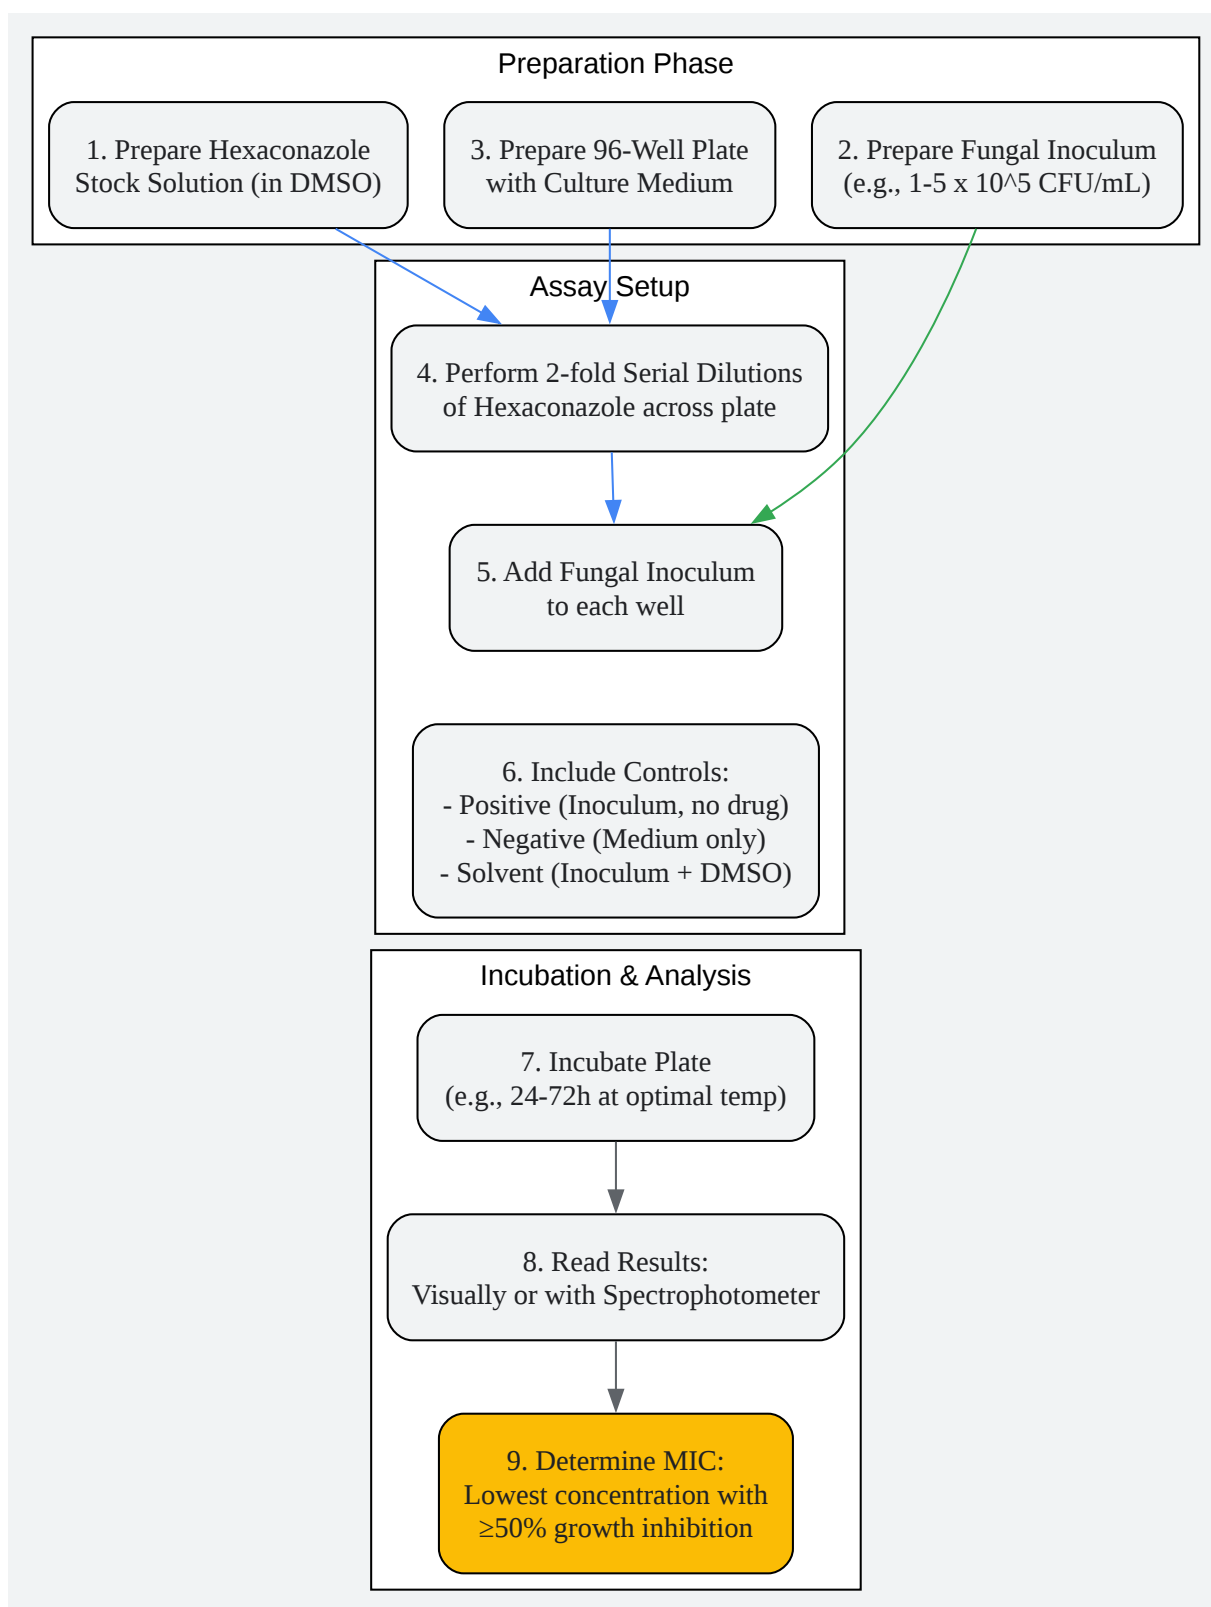 Preparation Phase
1. Prepare Hexaconazole
Stock Solution (in DMSO)
3. Prepare 96-Well Plate
with Culture Medium
2. Prepare Fungal Inoculum
(e.g., 1-5 x 10^5 CFU/mL)
Assay Setup
4. Perform 2-fold Serial Dilutions
of Hexaconazole across plate
5. Add Fungal Inoculum
to each well
6. Include Controls:
- Positive (Inoculum, no drug)
- Negative (Medium only)
- Solvent (Inoculum + DMSO)
Incubation & Analysis
7. Incubate Plate
(e.g., 24-72h at optimal temp)
8. Read Results:
Visually or with Spectrophotometer
9. Determine MIC:
Lowest concentration with
≥50% growth inhibition